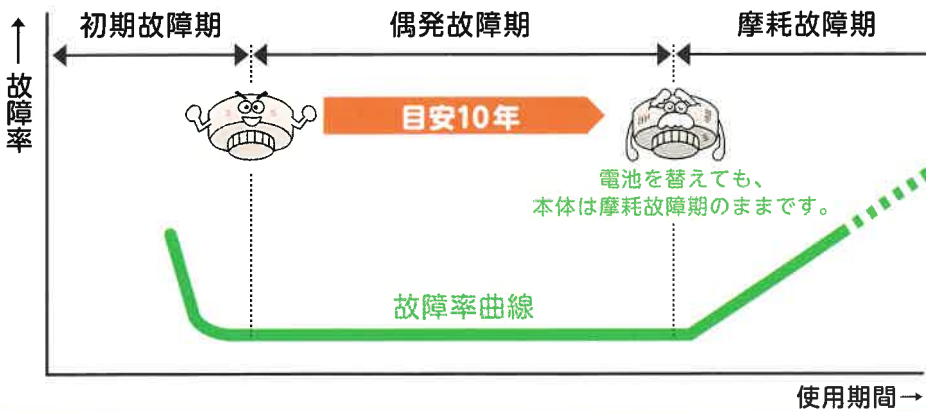 初期故障期
偶発故障期
摩耗故障期
↑故障率
目安10年
電池を替えても、
本体は摩耗故障期のままです。
故障率曲線
使用期間→